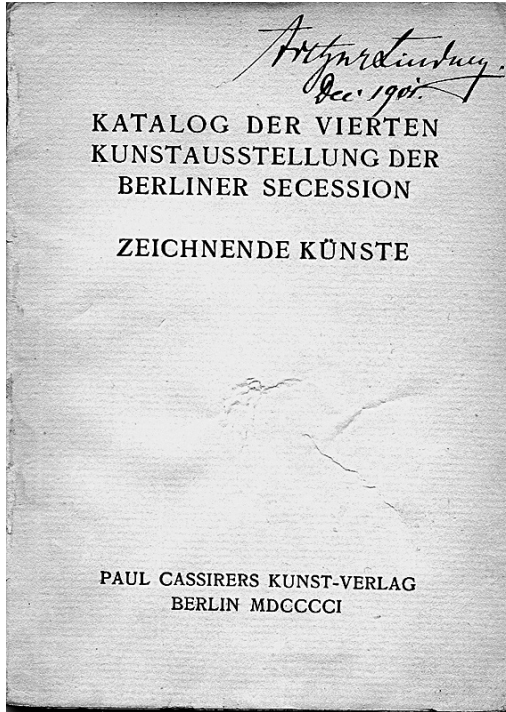 Dec. 1901.
KATALOG DER VIERTEN
KUNSTAUSSTELLUNG DER
BERLINER SECESSION
ZEICHNENDE KÜNSTE
PAUL CASSIRERS KUNST-VERLAG
BERLIN MDCCCCI